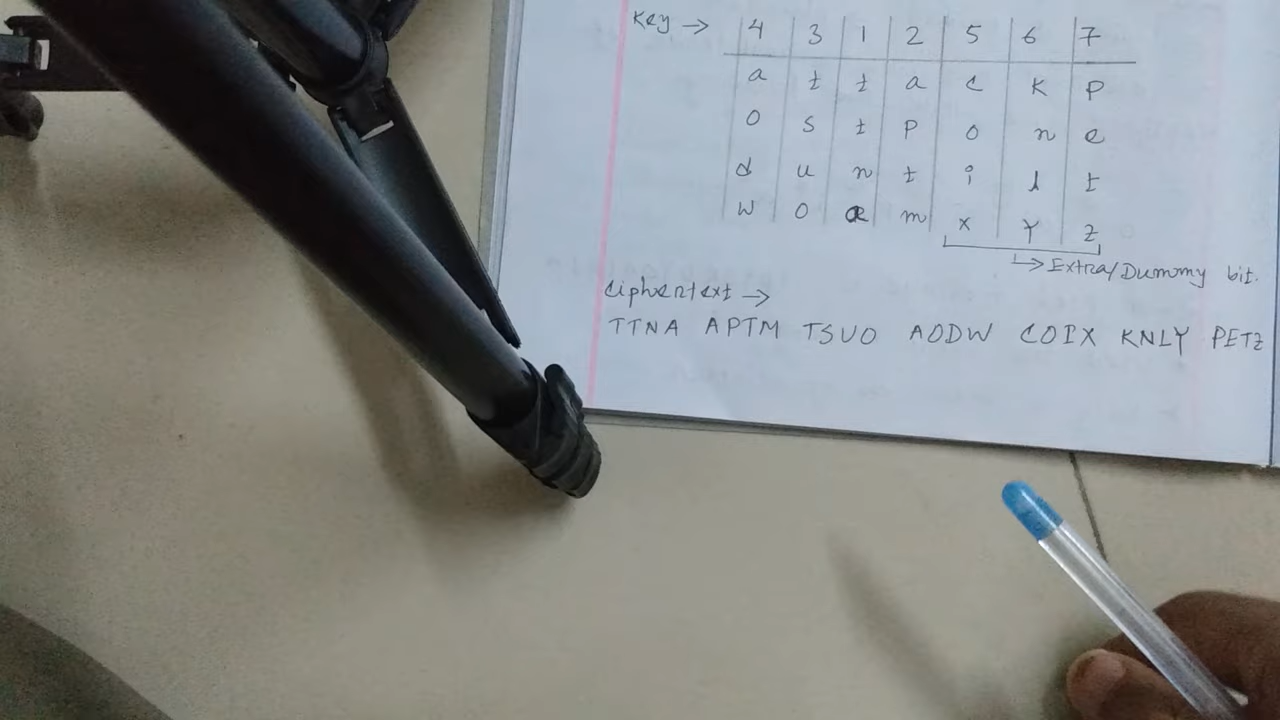 Key → 4 3 1 2 5 6 7
a t t a c k p
o s t p o n e
d u n t i l t
w o a m x y z
→ Extra/Dummy bit.
ciphertext →
TTNA APTM TSUO AODW COIX KNLY PETZ